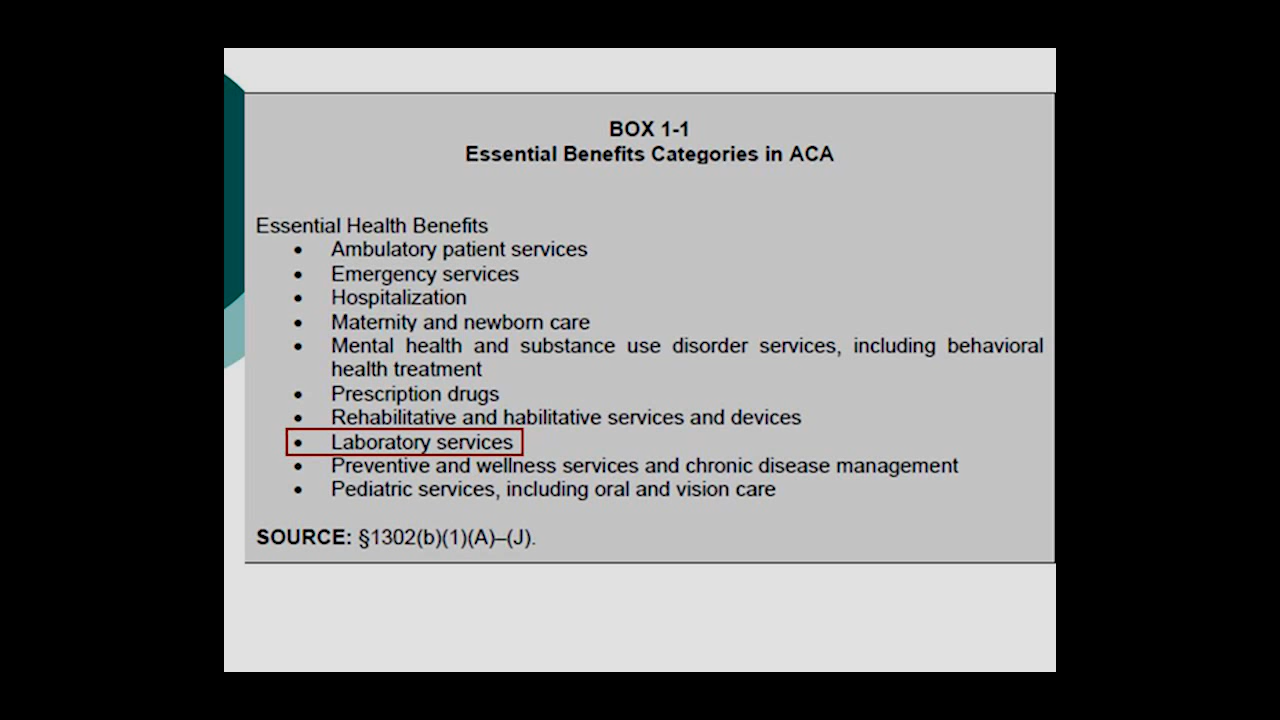 BOX 1-1
Essential Benefits Categories in ACA
Essential Health Benefits
• Ambulatory patient services
• Emergency services
• Hospitalization
• Maternity and newborn care
• Mental health and substance use disorder services, including behavioral
health treatment
• Prescription drugs
• Rehabilitative and habilitative services and devices
• Laboratory services
• Preventive and wellness services and chronic disease management
• Pediatric services, including oral and vision care
SOURCE: §1302(b)(1)(A)–(J).